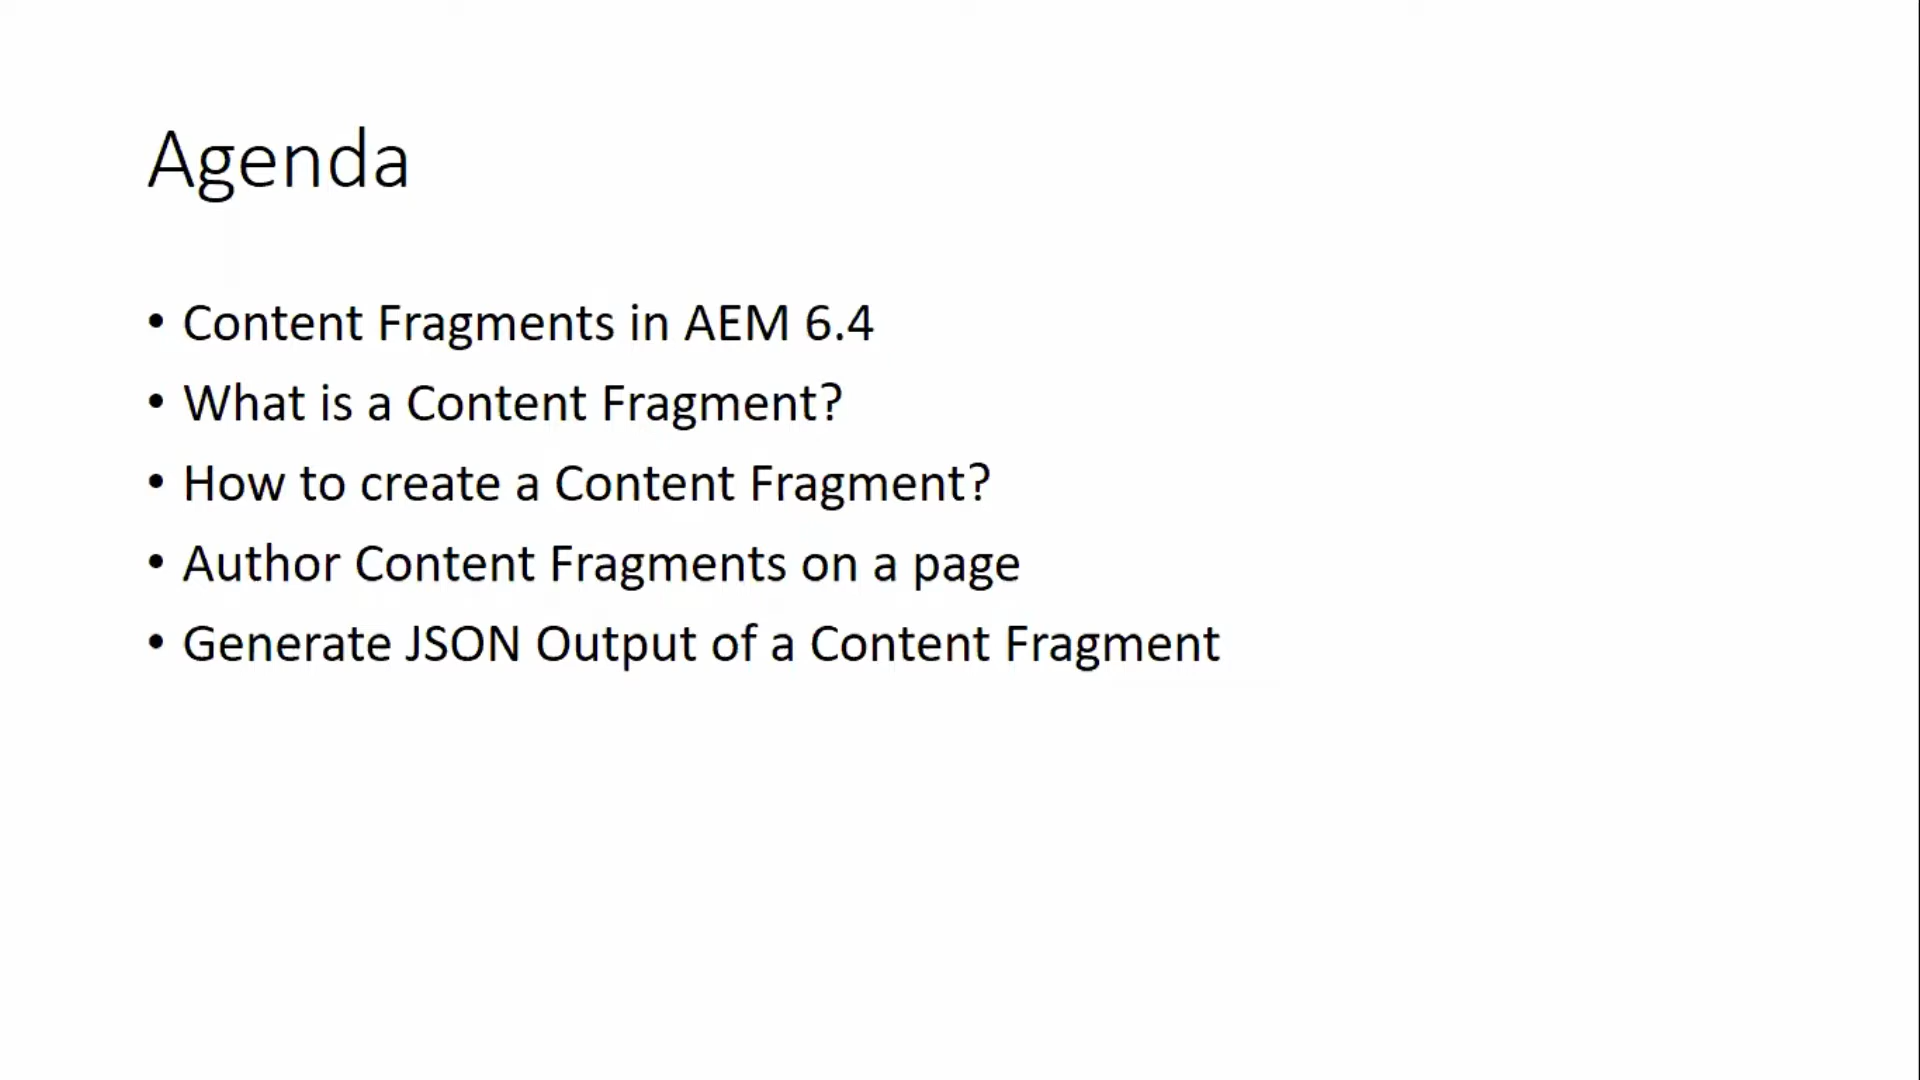 Agenda
• Content Fragments in AEM 6.4
• What is a Content Fragment?
• How to create a Content Fragment?
• Author Content Fragments on a page
• Generate JSON Output of a Content Fragment